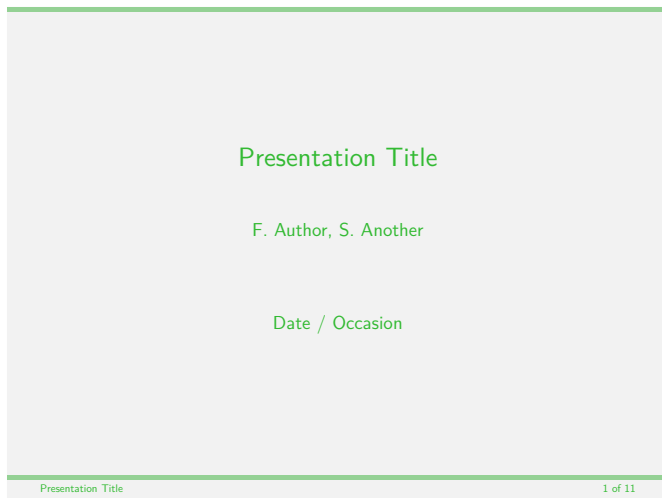 Presentation Title
F. Author, S. Another
Date / Occasion
Presentation Title
1 of 11